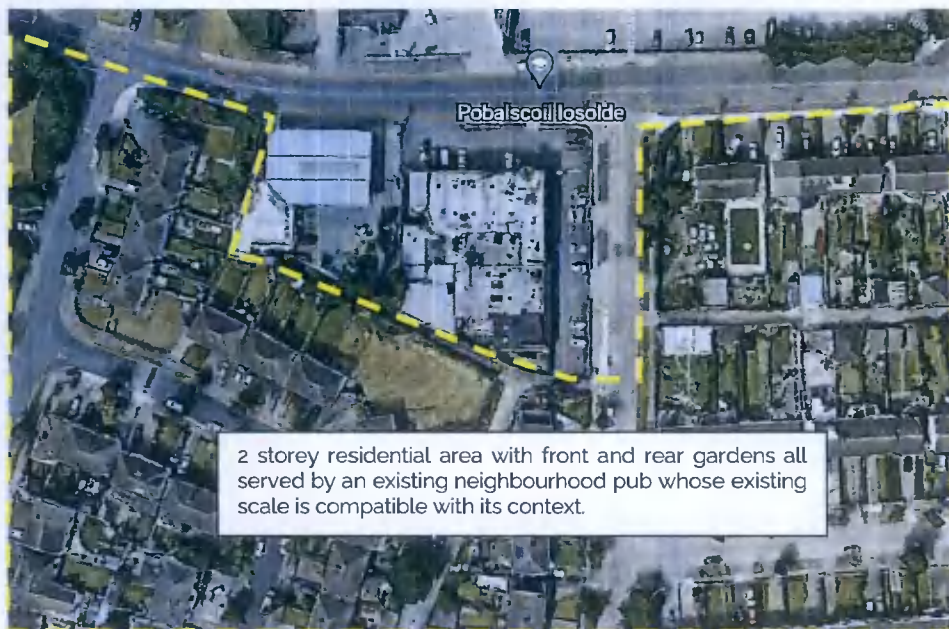 Pobalscoil Iosolde
2 storey residential area with front and rear gardens all
served by an existing neighbourhood pub whose existing
scale is compatible with its context.